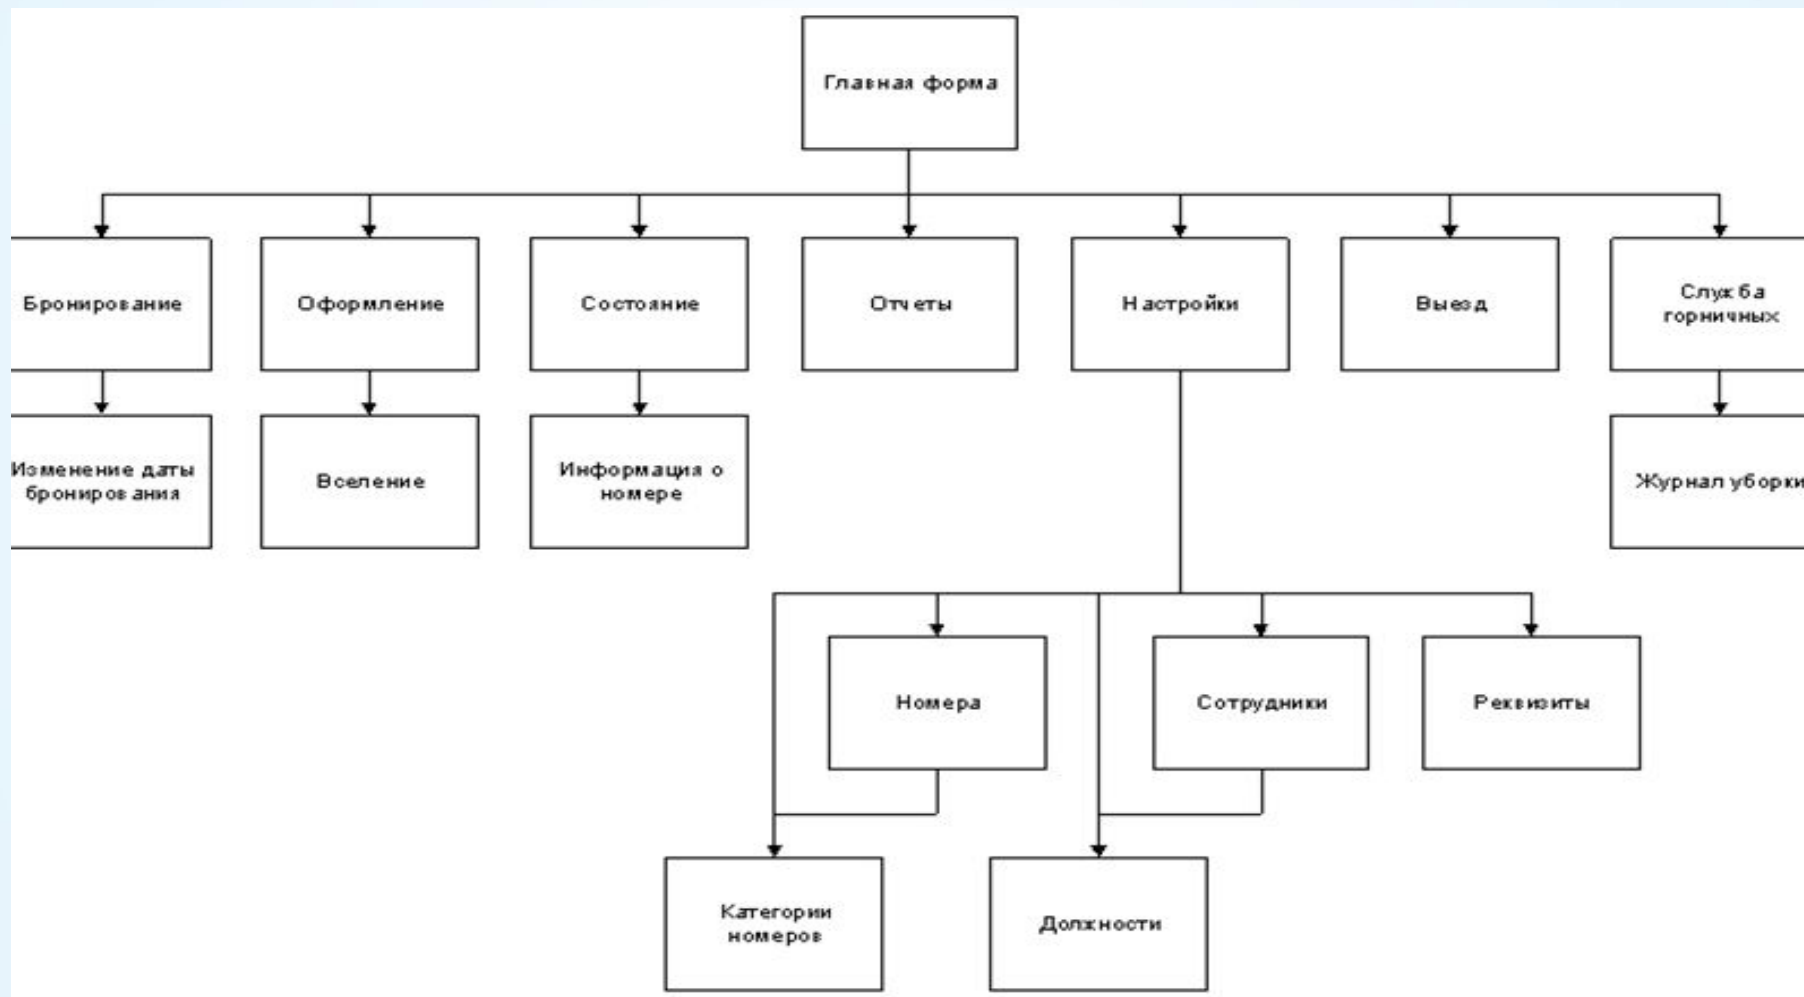 Главная форма
Бронирование
Оформление
Состояние
Отчеты
Настройки
Выезд
Служба
горничных
Изменение даты
бронирования
Вселение
Информация о
номере
Журнал уборки
Номера
Сотрудники
Реквизиты
Категории
номеров
Должности